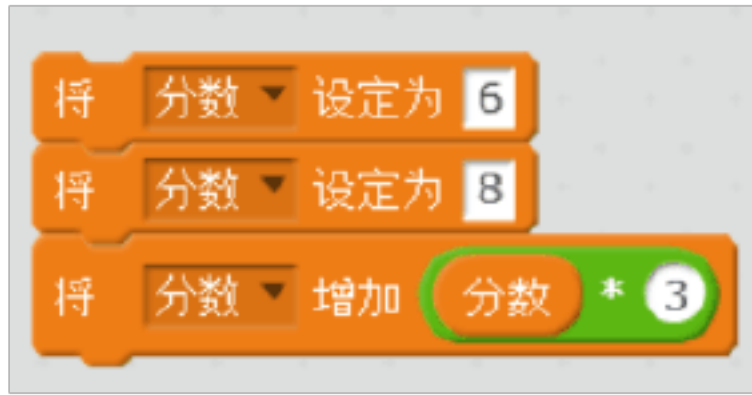 将 分数 设定为 6
将 分数 设定为 8
将 分数 增加 分数 * 3